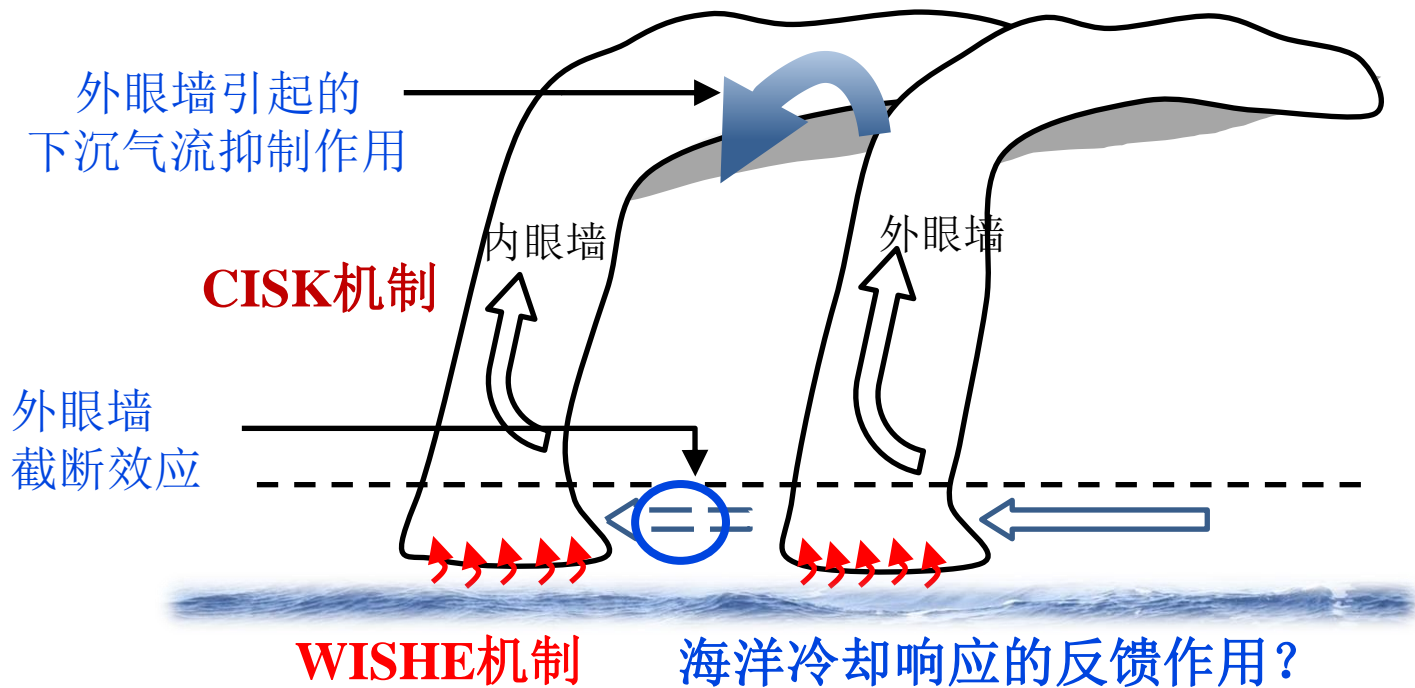 外眼墙引起的
下沉气流抑制作用
内眼墙
外眼墙
CISK机制
外眼墙
截断效应
WISHE机制
海洋冷却响应的反馈作用？